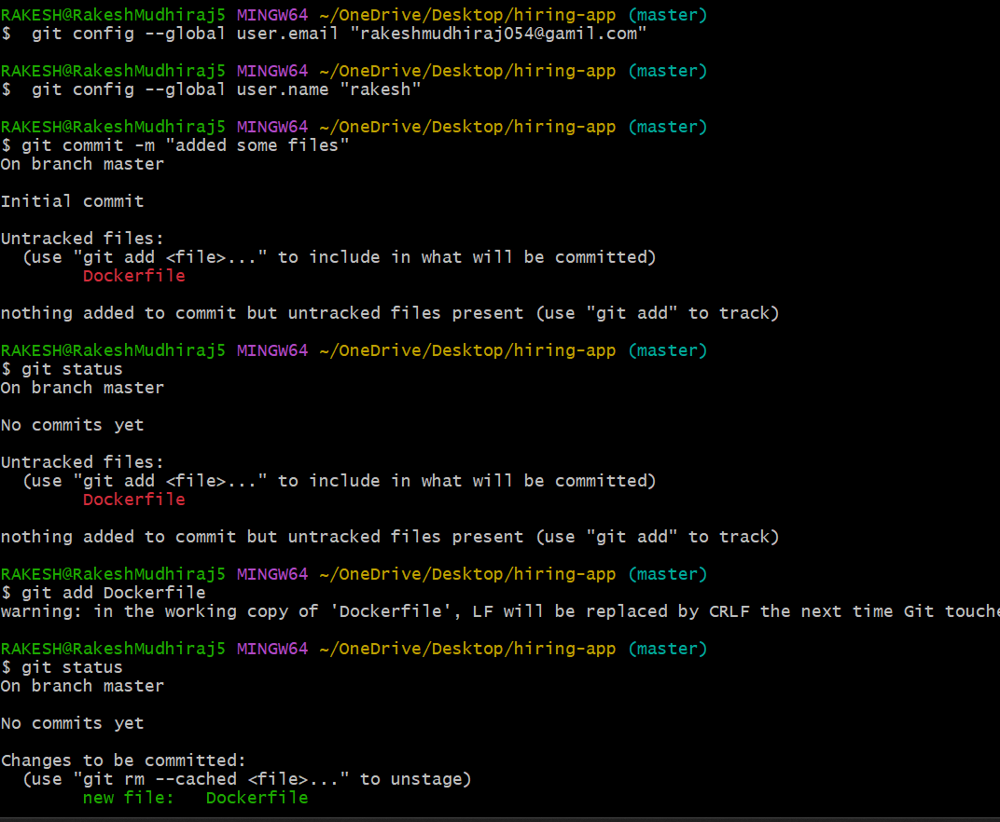 RAKESH@RakeshMudhiraj5 MINGW64 ~/OneDrive/Desktop/hiring-app (master)
$  git config --global user.email "rakeshmudhiraj054@gamil.com"
RAKESH@RakeshMudhiraj5 MINGW64 ~/OneDrive/Desktop/hiring-app (master)
$  git config --global user.name "rakesh"
RAKESH@RakeshMudhiraj5 MINGW64 ~/OneDrive/Desktop/hiring-app (master)
$ git commit -m "added some files"
On branch master
Initial commit
Untracked files:
  (use "git add <file>..." to include in what will be committed)
        Dockerfile
nothing added to commit but untracked files present (use "git add" to track)
RAKESH@RakeshMudhiraj5 MINGW64 ~/OneDrive/Desktop/hiring-app (master)
$ git status
On branch master
No commits yet
Untracked files:
  (use "git add <file>..." to include in what will be committed)
        Dockerfile
nothing added to commit but untracked files present (use "git add" to track)
RAKESH@RakeshMudhiraj5 MINGW64 ~/OneDrive/Desktop/hiring-app (master)
$ git add Dockerfile
warning: in the working copy of 'Dockerfile', LF will be replaced by CRLF the next time Git touche
RAKESH@RakeshMudhiraj5 MINGW64 ~/OneDrive/Desktop/hiring-app (master)
$ git status
On branch master
No commits yet
Changes to be committed:
  (use "git rm --cached <file>..." to unstage)
        new file:   Dockerfile